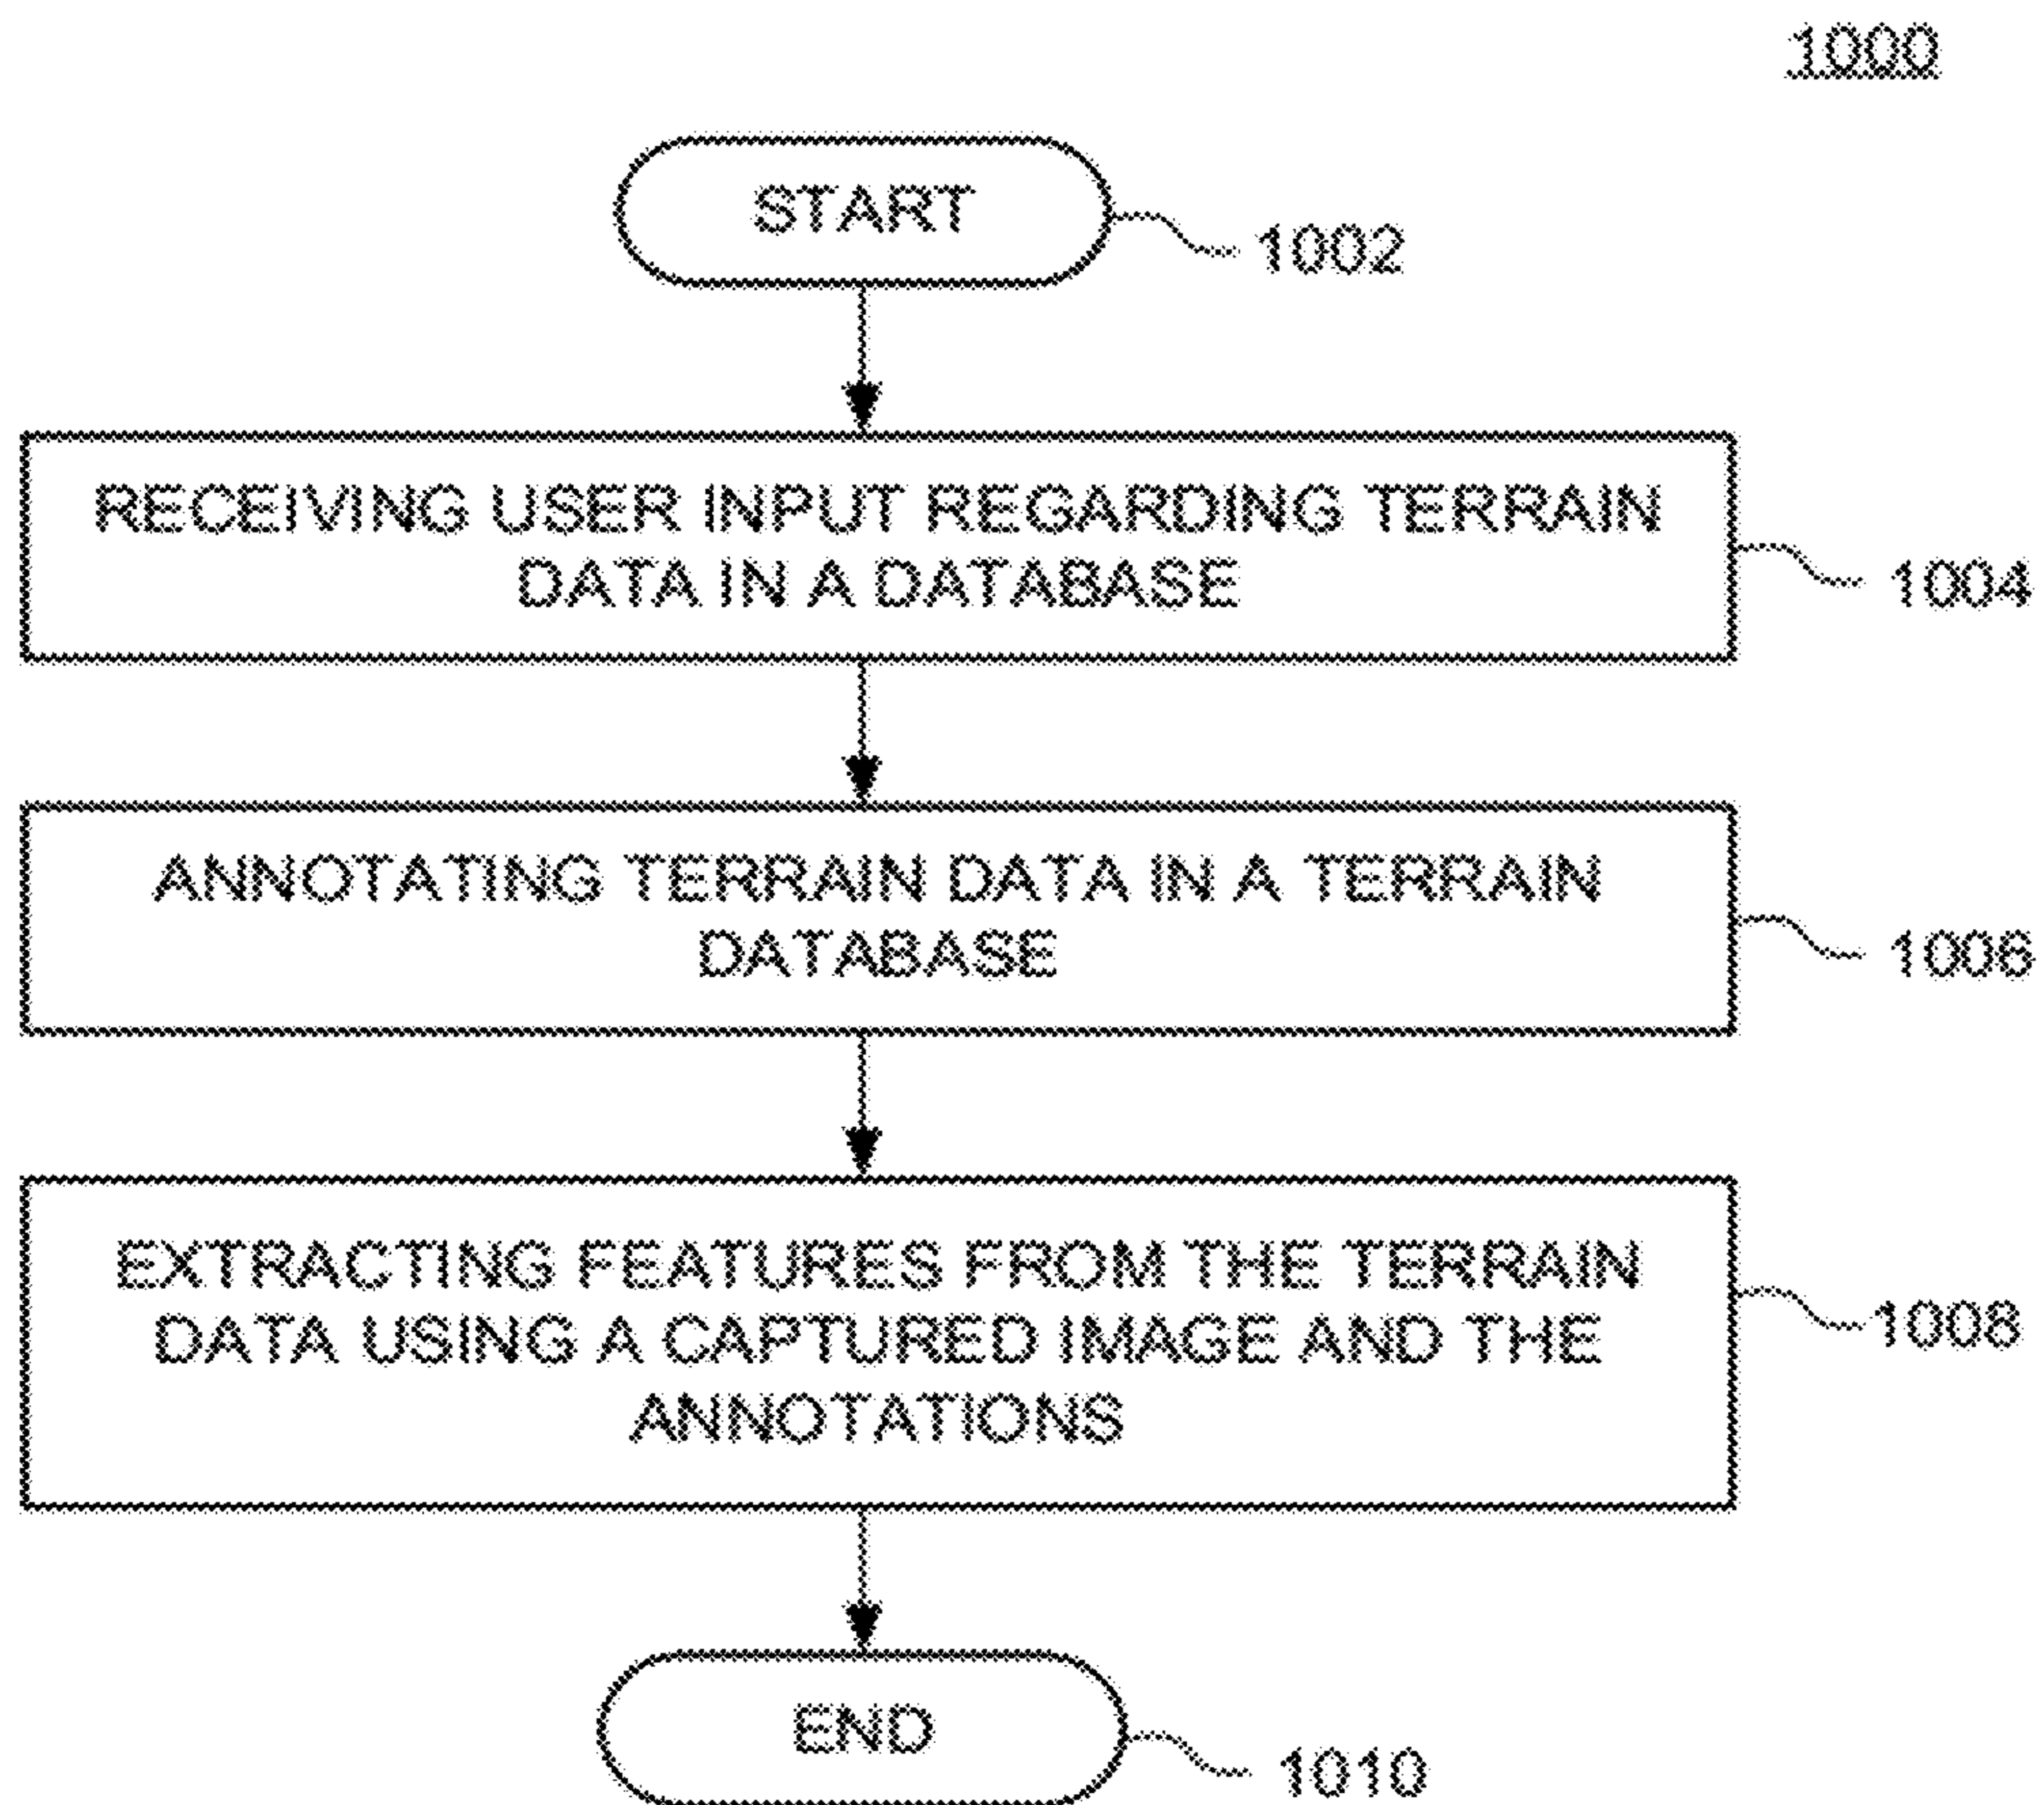 1000
START
1002
RECEIVING USER INPUT REGARDING TERRAIN
DATA IN A DATABASE
1004
ANNOTATING TERRAIN DATA IN A TERRAIN
DATABASE
1006
EXTRACTING FEATURES FROM THE TERRAIN
DATA USING A CAPTURED IMAGE AND THE
ANNOTATIONS
1008
END
1010